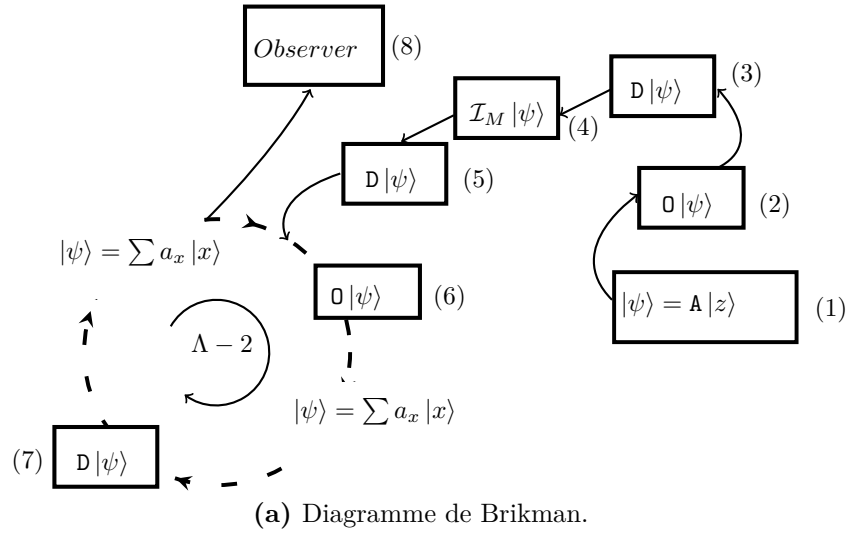 Observer (8)
D |ψ⟩ (3)
I_M |ψ⟩ (4)
D |ψ⟩ (5)
O |ψ⟩ (2)
|ψ⟩ = ∑ a_x |x⟩
O |ψ⟩ (6)
|ψ⟩ = A |z⟩ (1)
Λ − 2
|ψ⟩ = ∑ a_x |x⟩
(7) D |ψ⟩
(a) Diagramme de Brikman.